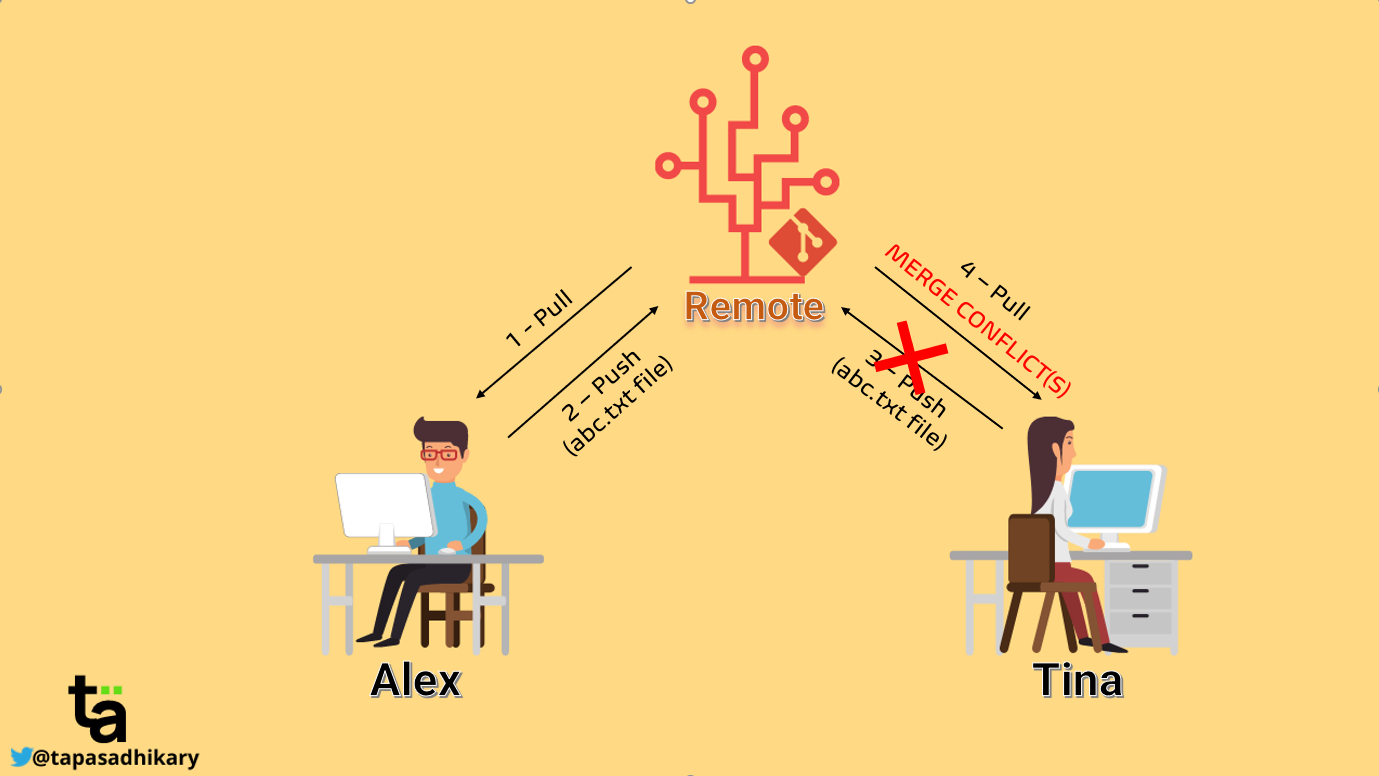 Remote
1 – Pull
2 – Push
(abc.txt file)
3 – Push
(abc.txt file)
4 – Pull
MERGE CONFLICT(S)
Alex
Tina
ta
@tapasadhikary